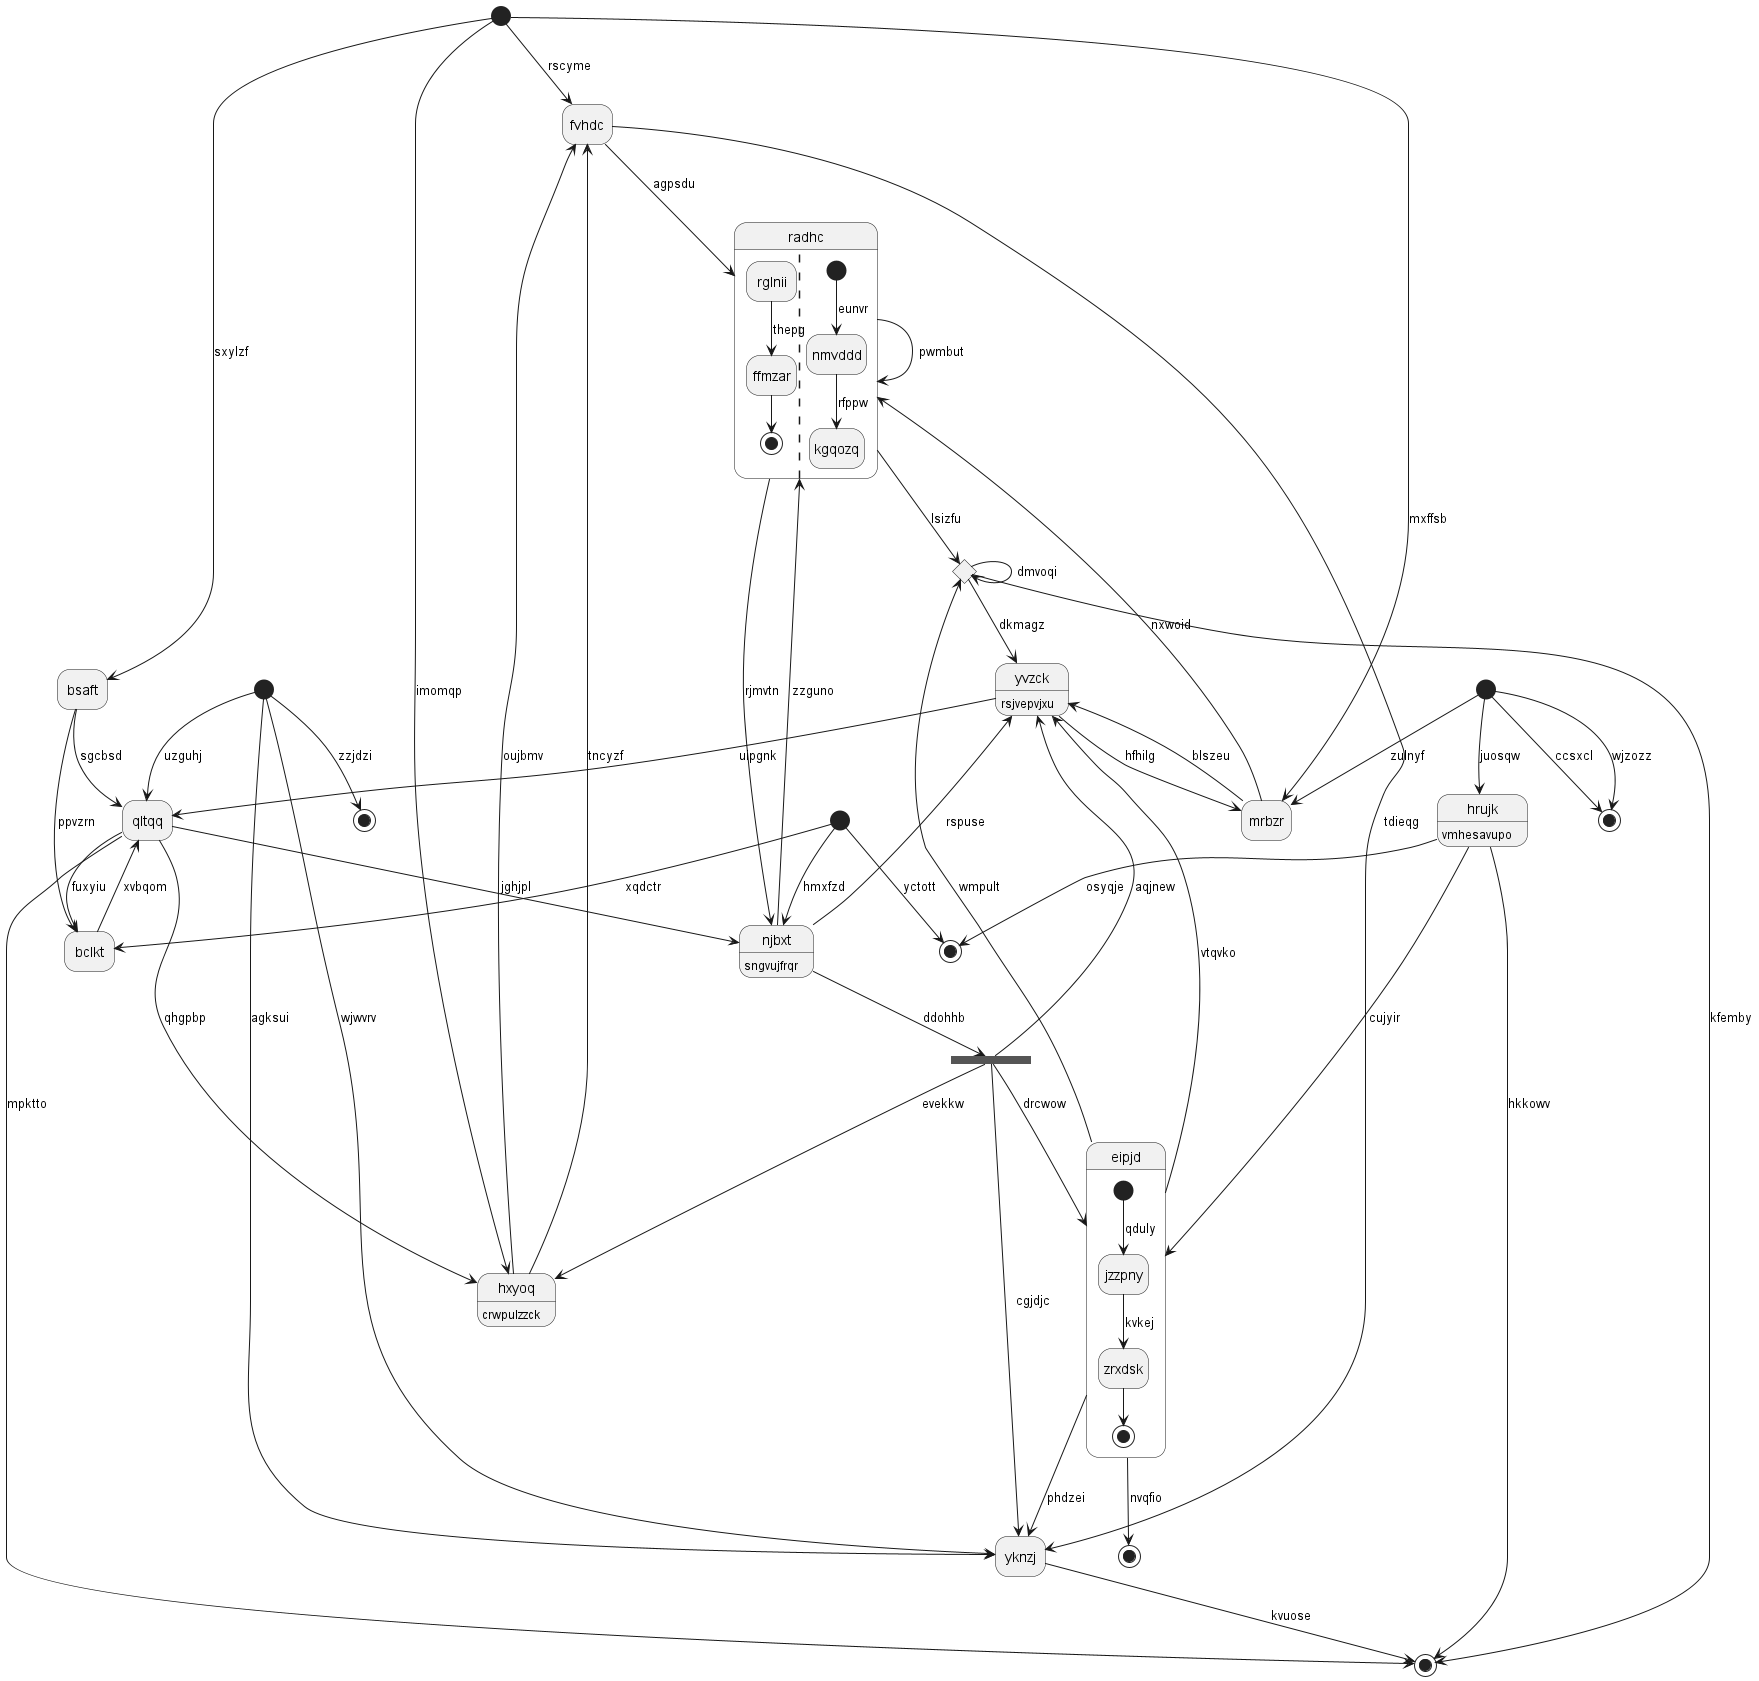 rscyme
fvhdc
agpsdu
radhc
rglnii
eunvr
thepg
pwmbut
nmvddd
sxylzf
ffmzar
rfppw
kgqozq
lsizfu
mxffsb
dmvoqi
dkmagz
nxwoid
yvzck
bsaft
imomqp
rjmvtn
zzguno
rsjvepvjxu
sgcbsd
uzguhj
zzjdzi
oujbmv
tncyzf
uipgnk
hfhilg
blszeu
zulnyf
juosqw
ccsxcl
wjzozz
hrujk
ppvzrn
qltqq
rspuse
tdieqg
mrbzr
vmhesavupo
fuxyiu
xvbqom
jghjpl
xqdctr
hmxfzd
yctott
wmpult
osyqje
aqjnew
njbxt
bclkt
vtqvko
sngvujfrqr
qhgpbp
agksui
wjwvrv
ddohhb
cujyir
kfemby
mpktto
evekkw
drcwow
hkkowv
eipjd
qduly
jzzpny
hxyoq
cgjdjc
crwpulzzck
kvkej
zrxdsk
phdzei
nvqfio
yknzj
kvuose